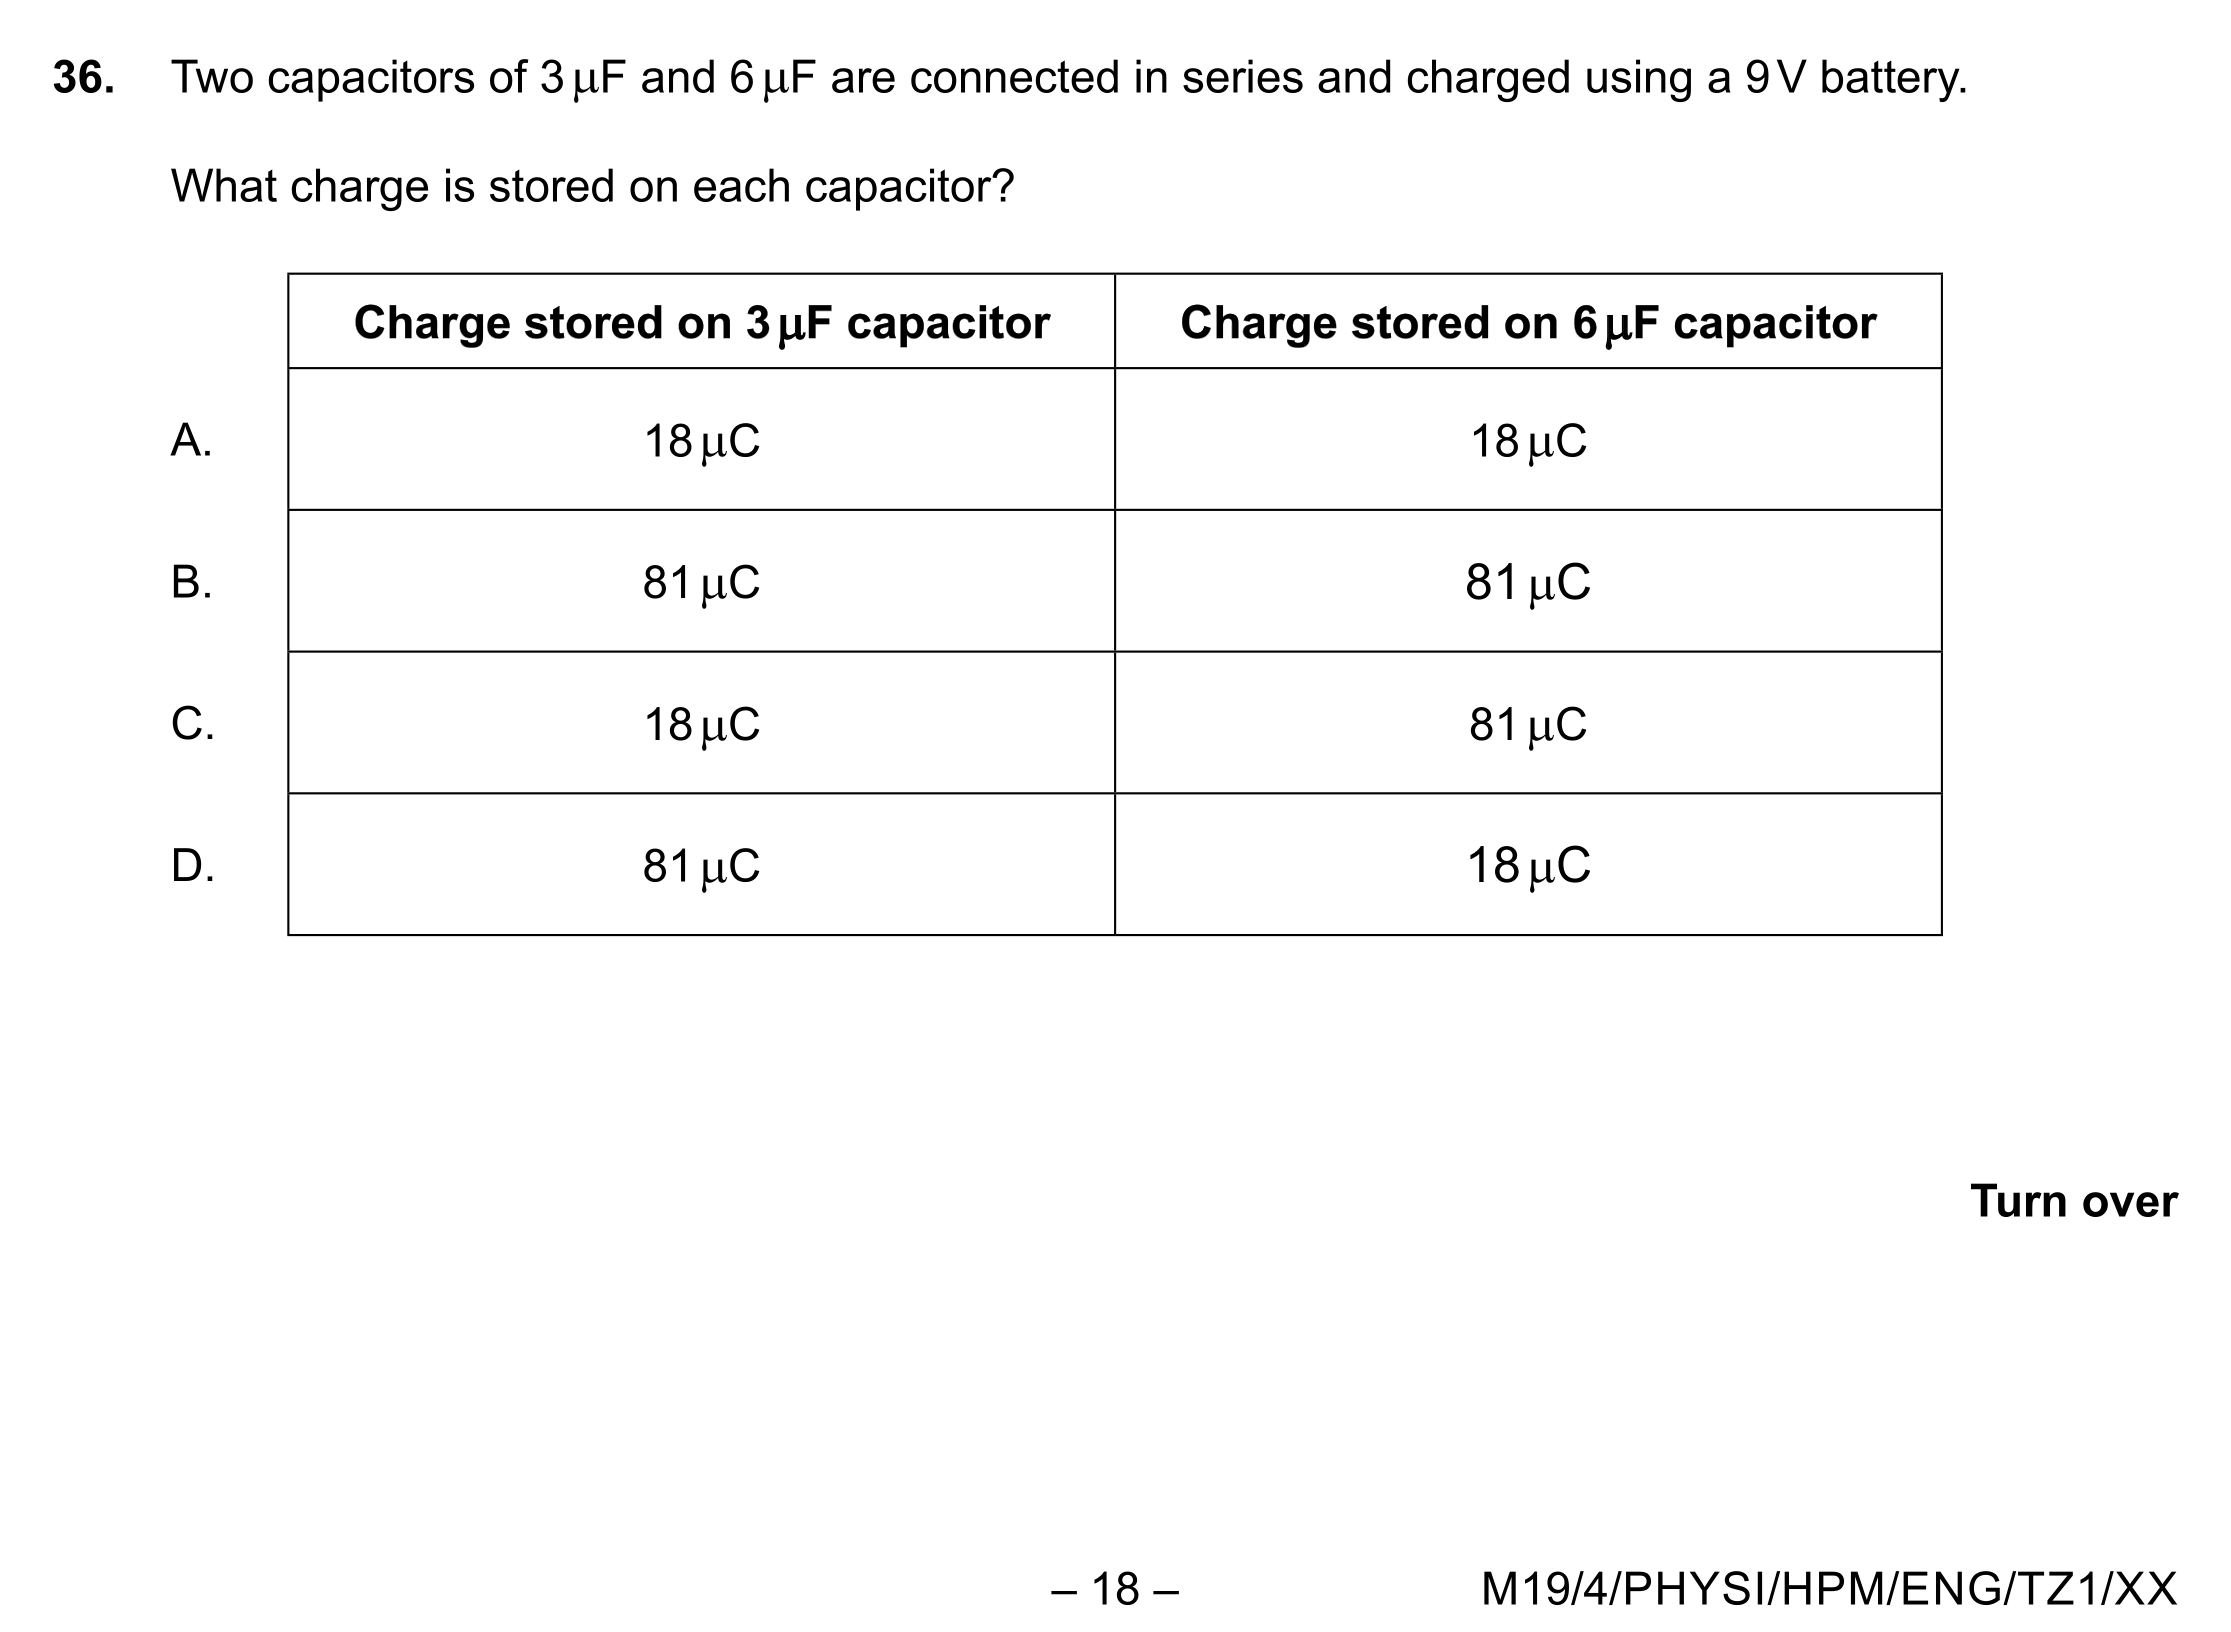 36. Two capacitors of 3 μF and 6 μF are connected in series and charged using a 9 V battery.
What charge is stored on each capacitor?
Charge stored on 3 μF capacitor Charge stored on 6 μF capacitor
A. 18 μC 18 μC
B. 81 μC 81 μC
C. 18 μC 81 μC
D. 81 μC 18 μC
Turn over
– 18 – M19/4/PHYSI/HPM/ENG/TZ1/XX